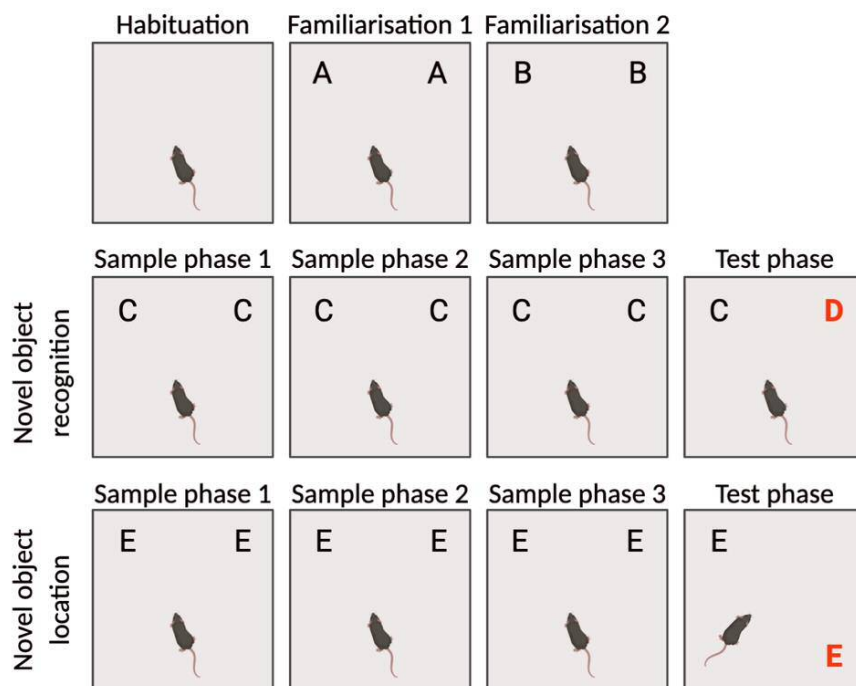 Habituation Familiarisation 1 Familiarisation 2
A A B B
Sample phase 1 Sample phase 2 Sample phase 3 Test phase
Novel object
recognition
C C C C C C C D
Sample phase 1 Sample phase 2 Sample phase 3 Test phase
Novel object
location
E E E E E E E
E